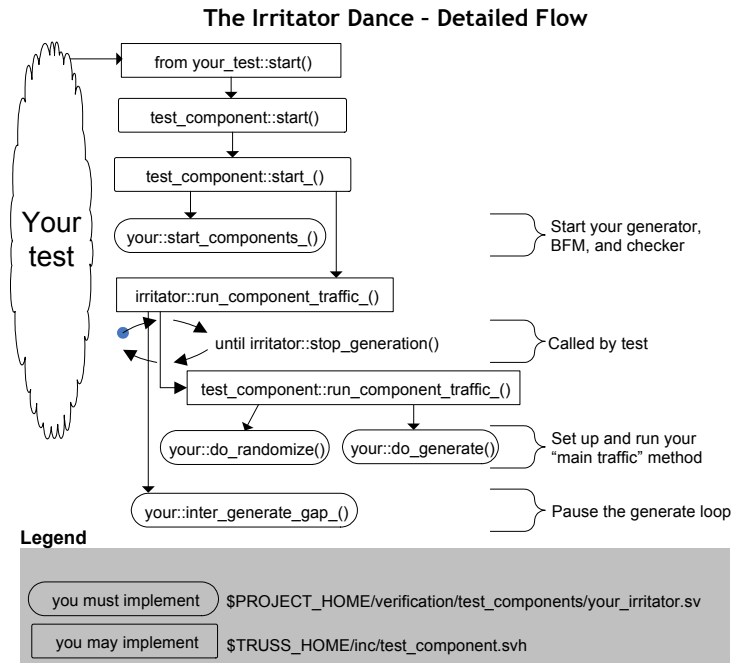 The Irritator Dance – Detailed Flow
Your
test
from your_test::start()
test_component::start()
test_component::start_()
your::start_components_()
Start your generator,
BFM, and checker
irritator::run_component_traffic_()
until irritator::stop_generation()
Called by test
test_component::run_component_traffic_()
your::do_randomize()
your::do_generate()
Set up and run your
“main traffic” method
your::inter_generate_gap_()
Pause the generate loop
Legend
you must implement
$PROJECT_HOME/verification/test_components/your_irritator.sv
you may implement
$TRUSS_HOME/inc/test_component.svh